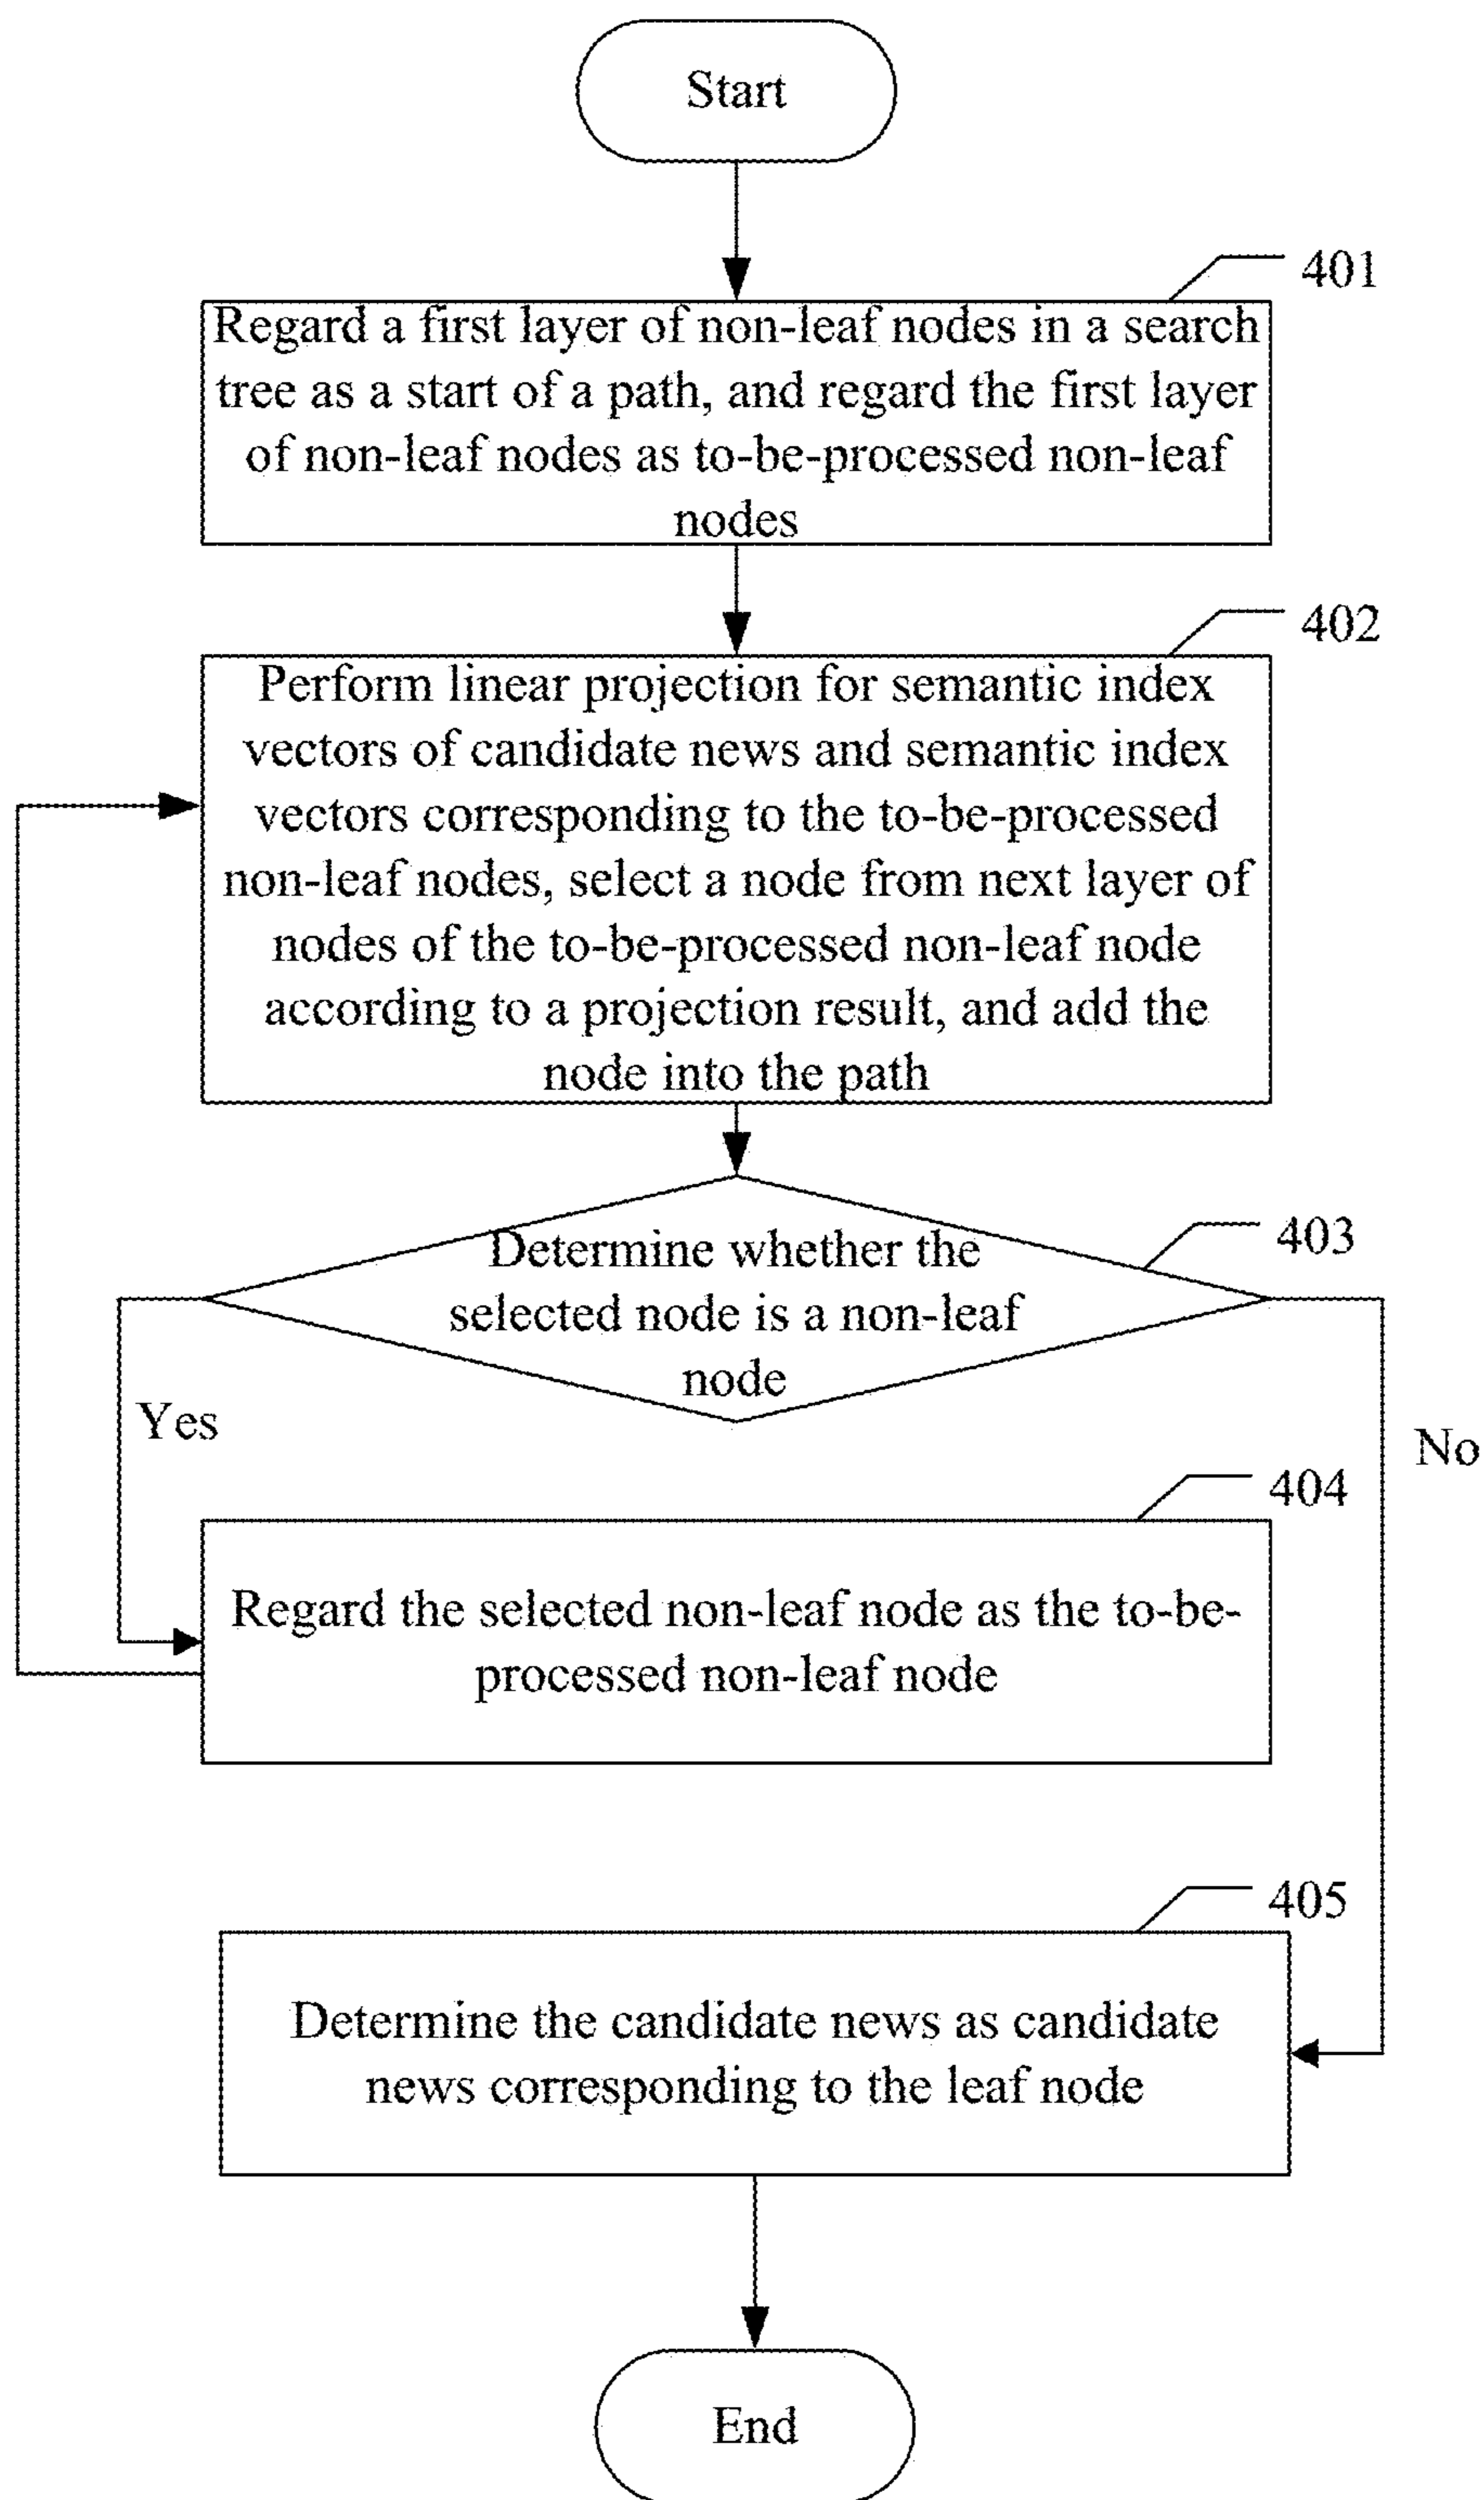 Start
401
Regard a first layer of non-leaf nodes in a search
tree as a start of a path, and regard the first layer
of non-leaf nodes as to-be-processed non-leaf
nodes
402
Perform linear projection for semantic index
vectors of candidate news and semantic index
vectors corresponding to the to-be-processed
non-leaf nodes, select a node from next layer of
nodes of the to-be-processed non-leaf node
according to a projection result, and add the
node into the path
403
Determine whether the
selected node is a non-leaf
node
Yes
No
404
Regard the selected non-leaf node as the to-be-
processed non-leaf node
405
Determine the candidate news as candidate
news corresponding to the leaf node
End